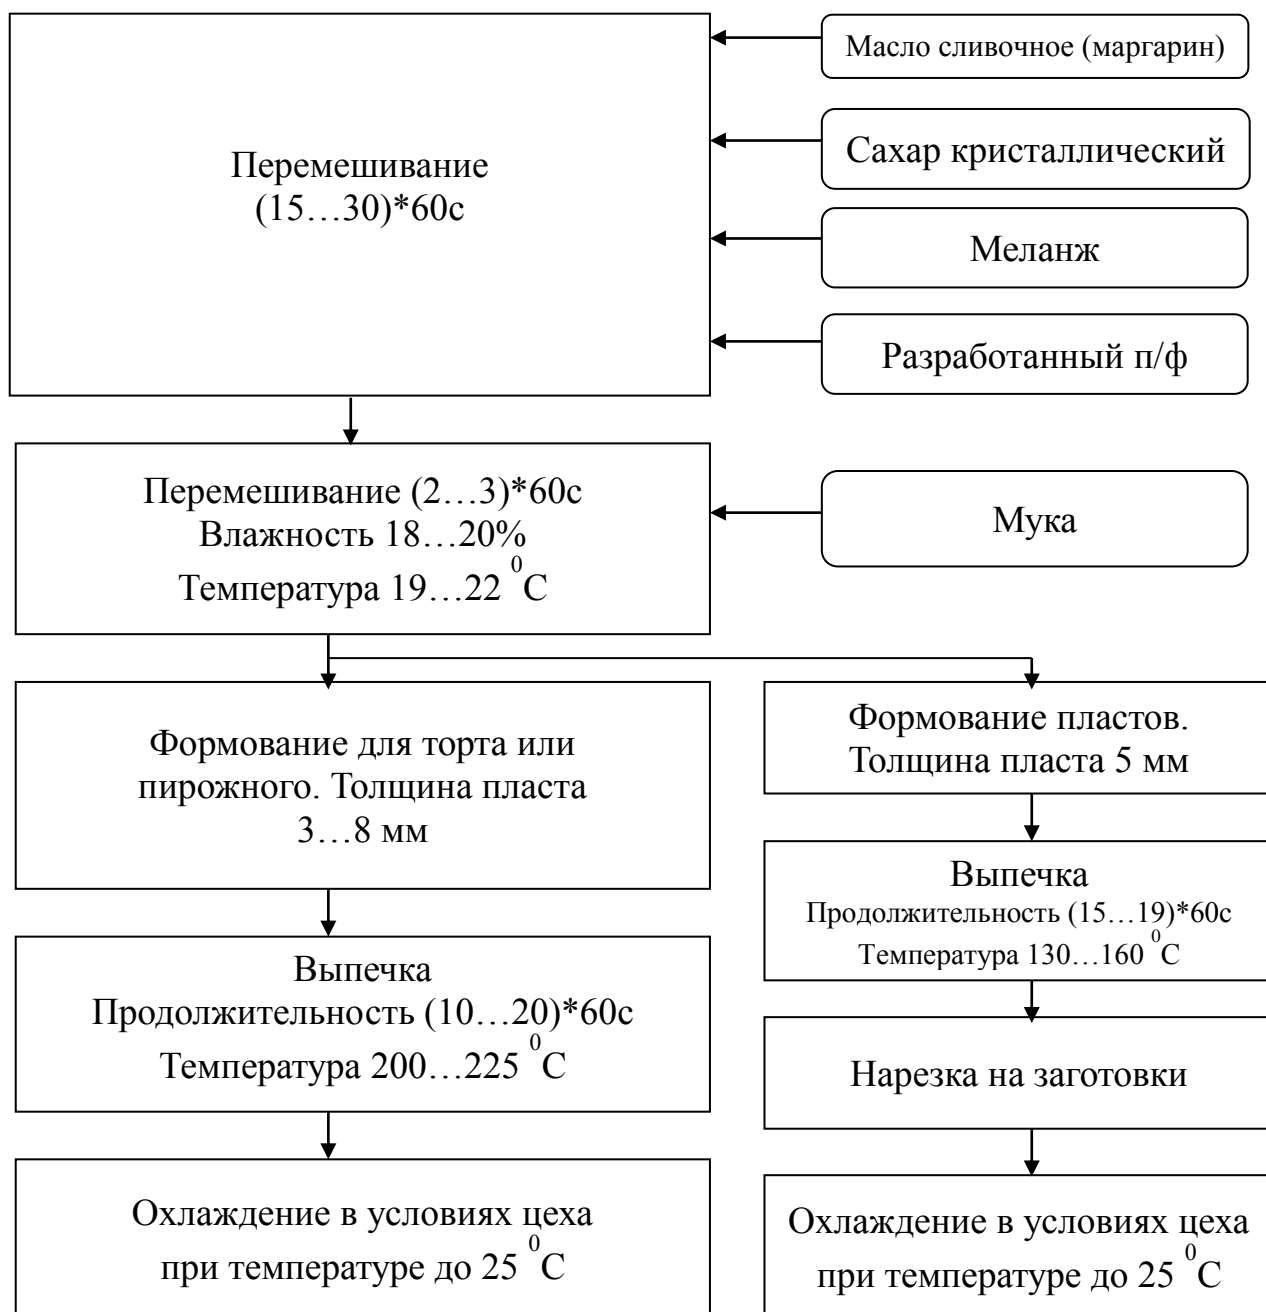 Масло сливочное (маргарин)
Сахар кристаллический
Перемешивание
(15…30)*60с
Меланж
Разработанный п/ф
Перемешивание (2…3)*60с
Влажность 18…20%
Температура 19…22 ⁰С
Мука
Формование для торта или
пирожного. Толщина пласта
3…8 мм
Формование пластов.
Толщина пласта 5 мм
Выпечка
Продолжительность (10…20)*60с
Температура 200…225 ⁰С
Выпечка
Продолжительность (15…19)*60с
Температура 130…160 ⁰С
Нарезка на заготовки
Охлаждение в условиях цеха
при температуре до 25 ⁰С
Охлаждение в условиях цеха
при температуре до 25 ⁰С